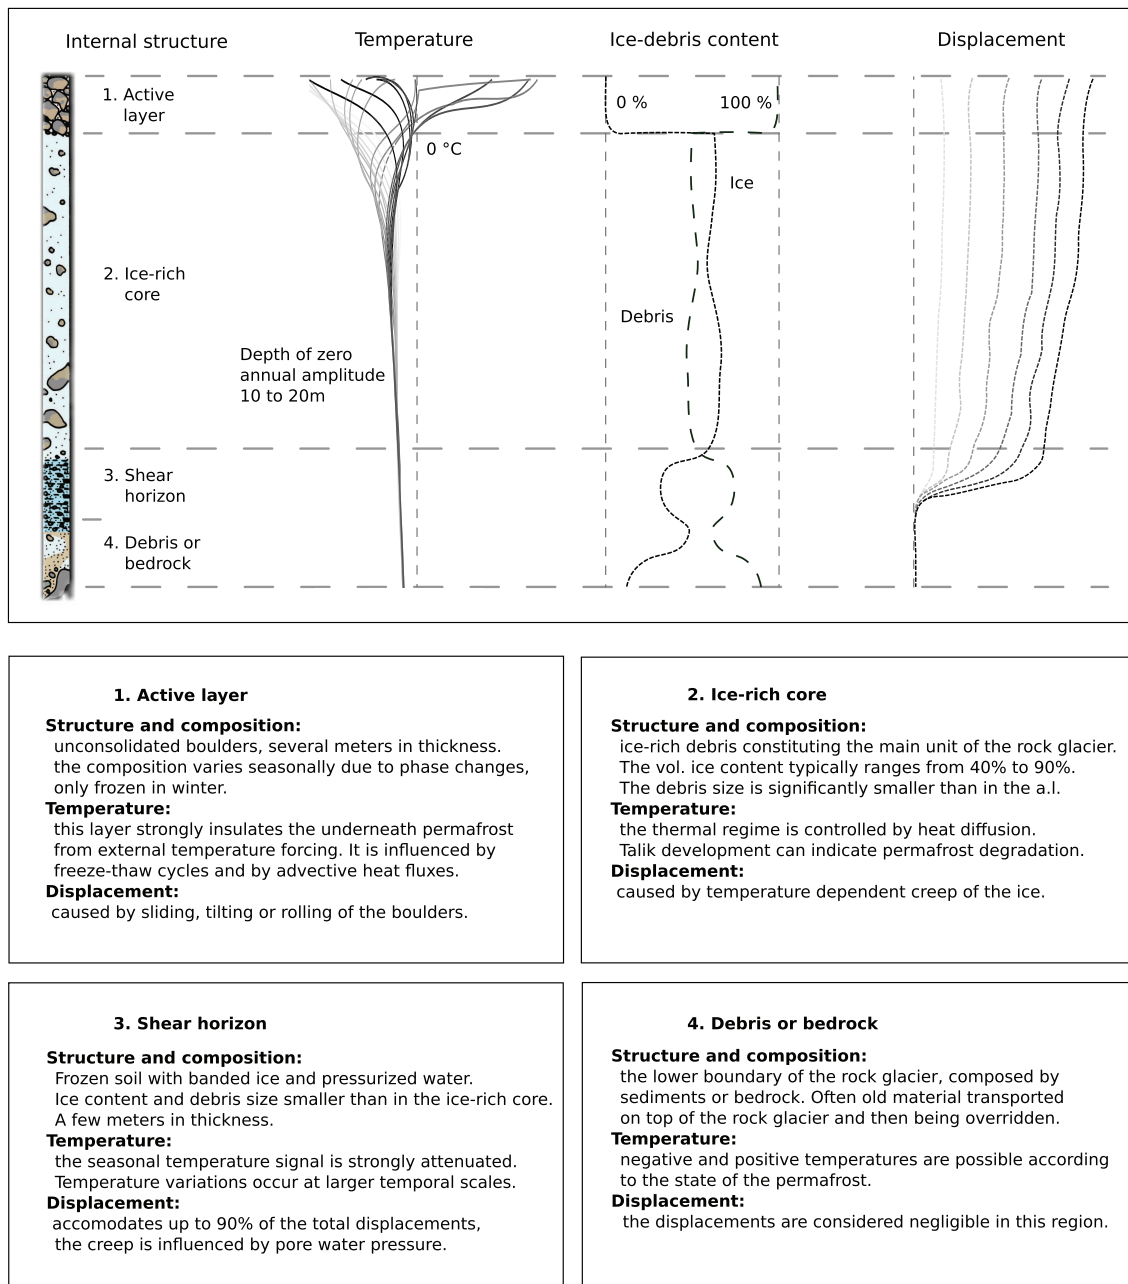 Internal structure
Temperature
Ice-debris content
Displacement
1. Active
layer
0 %
100 %
0 °C
Ice
2. Ice-rich
core
Debris
Depth of zero
annual amplitude
10 to 20m
3. Shear
horizon
4. Debris or
bedrock
1. Active layer
Structure and composition:
unconsolidated boulders, several meters in thickness.
the composition varies seasonally due to phase changes,
only frozen in winter.
Temperature:
this layer strongly insulates the underneath permafrost
from external temperature forcing. It is influenced by
freeze-thaw cycles and by advective heat fluxes.
Displacement:
caused by sliding, tilting or rolling of the boulders.
2. Ice-rich core
Structure and composition:
ice-rich debris constituting the main unit of the rock glacier.
The vol. ice content typically ranges from 40% to 90%.
The debris size is significantly smaller than in the a.l.
Temperature:
the thermal regime is controlled by heat diffusion.
Talik development can indicate permafrost degradation.
Displacement:
caused by temperature dependent creep of the ice.
3. Shear horizon
Structure and composition:
Frozen soil with banded ice and pressurized water.
Ice content and debris size smaller than in the ice-rich core.
A few meters in thickness.
Temperature:
the seasonal temperature signal is strongly attenuated.
Temperature variations occur at larger temporal scales.
Displacement:
accomodates up to 90% of the total displacements,
the creep is influenced by pore water pressure.
4. Debris or bedrock
Structure and composition:
the lower boundary of the rock glacier, composed by
sediments or bedrock. Often old material transported
on top of the rock glacier and then being overridden.
Temperature:
negative and positive temperatures are possible according
to the state of the permafrost.
Displacement:
the displacements are considered negligible in this region.